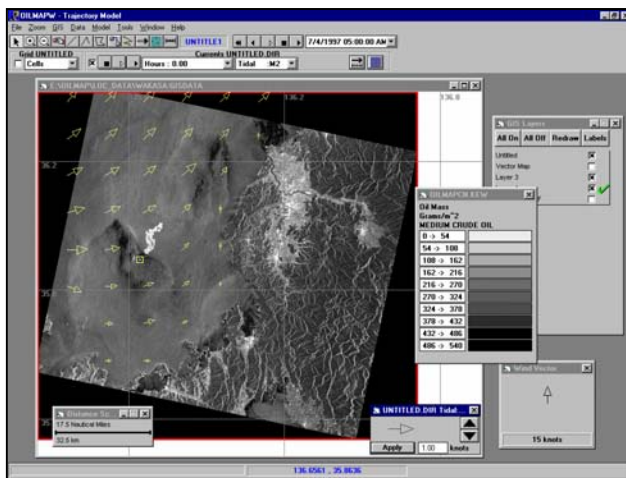 OILMAPW - Trajectory Model
File Zoom GIS Data Model Tools Window Help
UNTITLE1
7/4/1997 05:00:00 AM
Grid UNTITLED
Currents UNTITLED.DIR
Cells
Hours : 0.00
Tidal :M2
136.2
136.8
36.2
GIS Layers
All On All Off Redraw Labels
Untitled
Vector Map
Layer 3
Oil Mass
Grams/m^2
MEDIUM CRUDE OIL
0 -> 54
54 -> 108
108 -> 162
162 -> 216
216 -> 270
270 -> 324
324 -> 378
378 -> 432
432 -> 486
486 -> 540
Wind Vector
15 knots
Distance Sc...
17.5 Nautical Miles
32.5 km
UNTITLED.DIR Tidal:...
Apply 1.00 knots
136.6561 , 35.8636